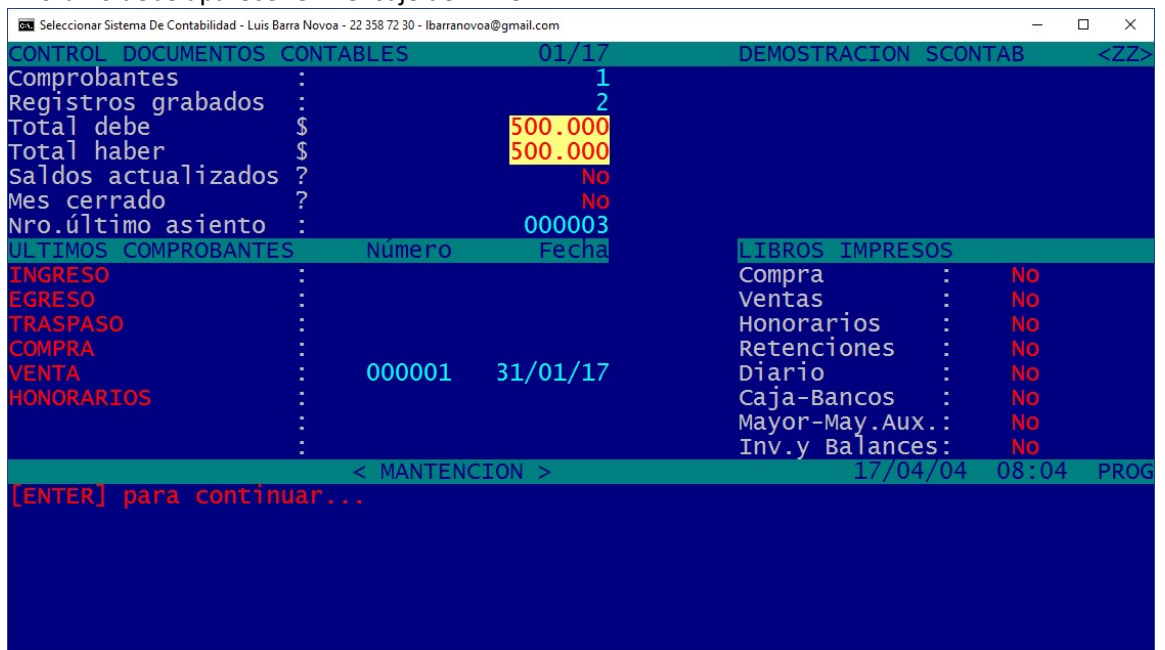 Seleccionar Sistema De Contabilidad - Luis Barra Novoa - 22 358 72 30 - lbarranovoa@gmail.com
CONTROL DOCUMENTOS CONTABLES 01/17 DEMOSTRACION SCONTAB <ZZ>
Comprobantes : 1
Registros grabados : 2
Total debe $ 500.000
Total haber $ 500.000
Saldos actualizados ? No
Mes cerrado ? No
Nro.último asiento : 000003
ULTIMOS COMPROBANTES Número Fecha LIBROS IMPRESOS
INGRESO : Compra : No
EGRESO : Ventas : No
TRASPASO : Honorarios : No
COMPRA : Retenciones : No
VENTA : 000001 31/01/17 Diario : No
HONORARIOS : Caja-Bancos : No
: Mayor-May.Aux.: No
: Inv.y Balances: No
< MANTENCION > 17/04/04 08:04 PROG
[ENTER] para continuar...